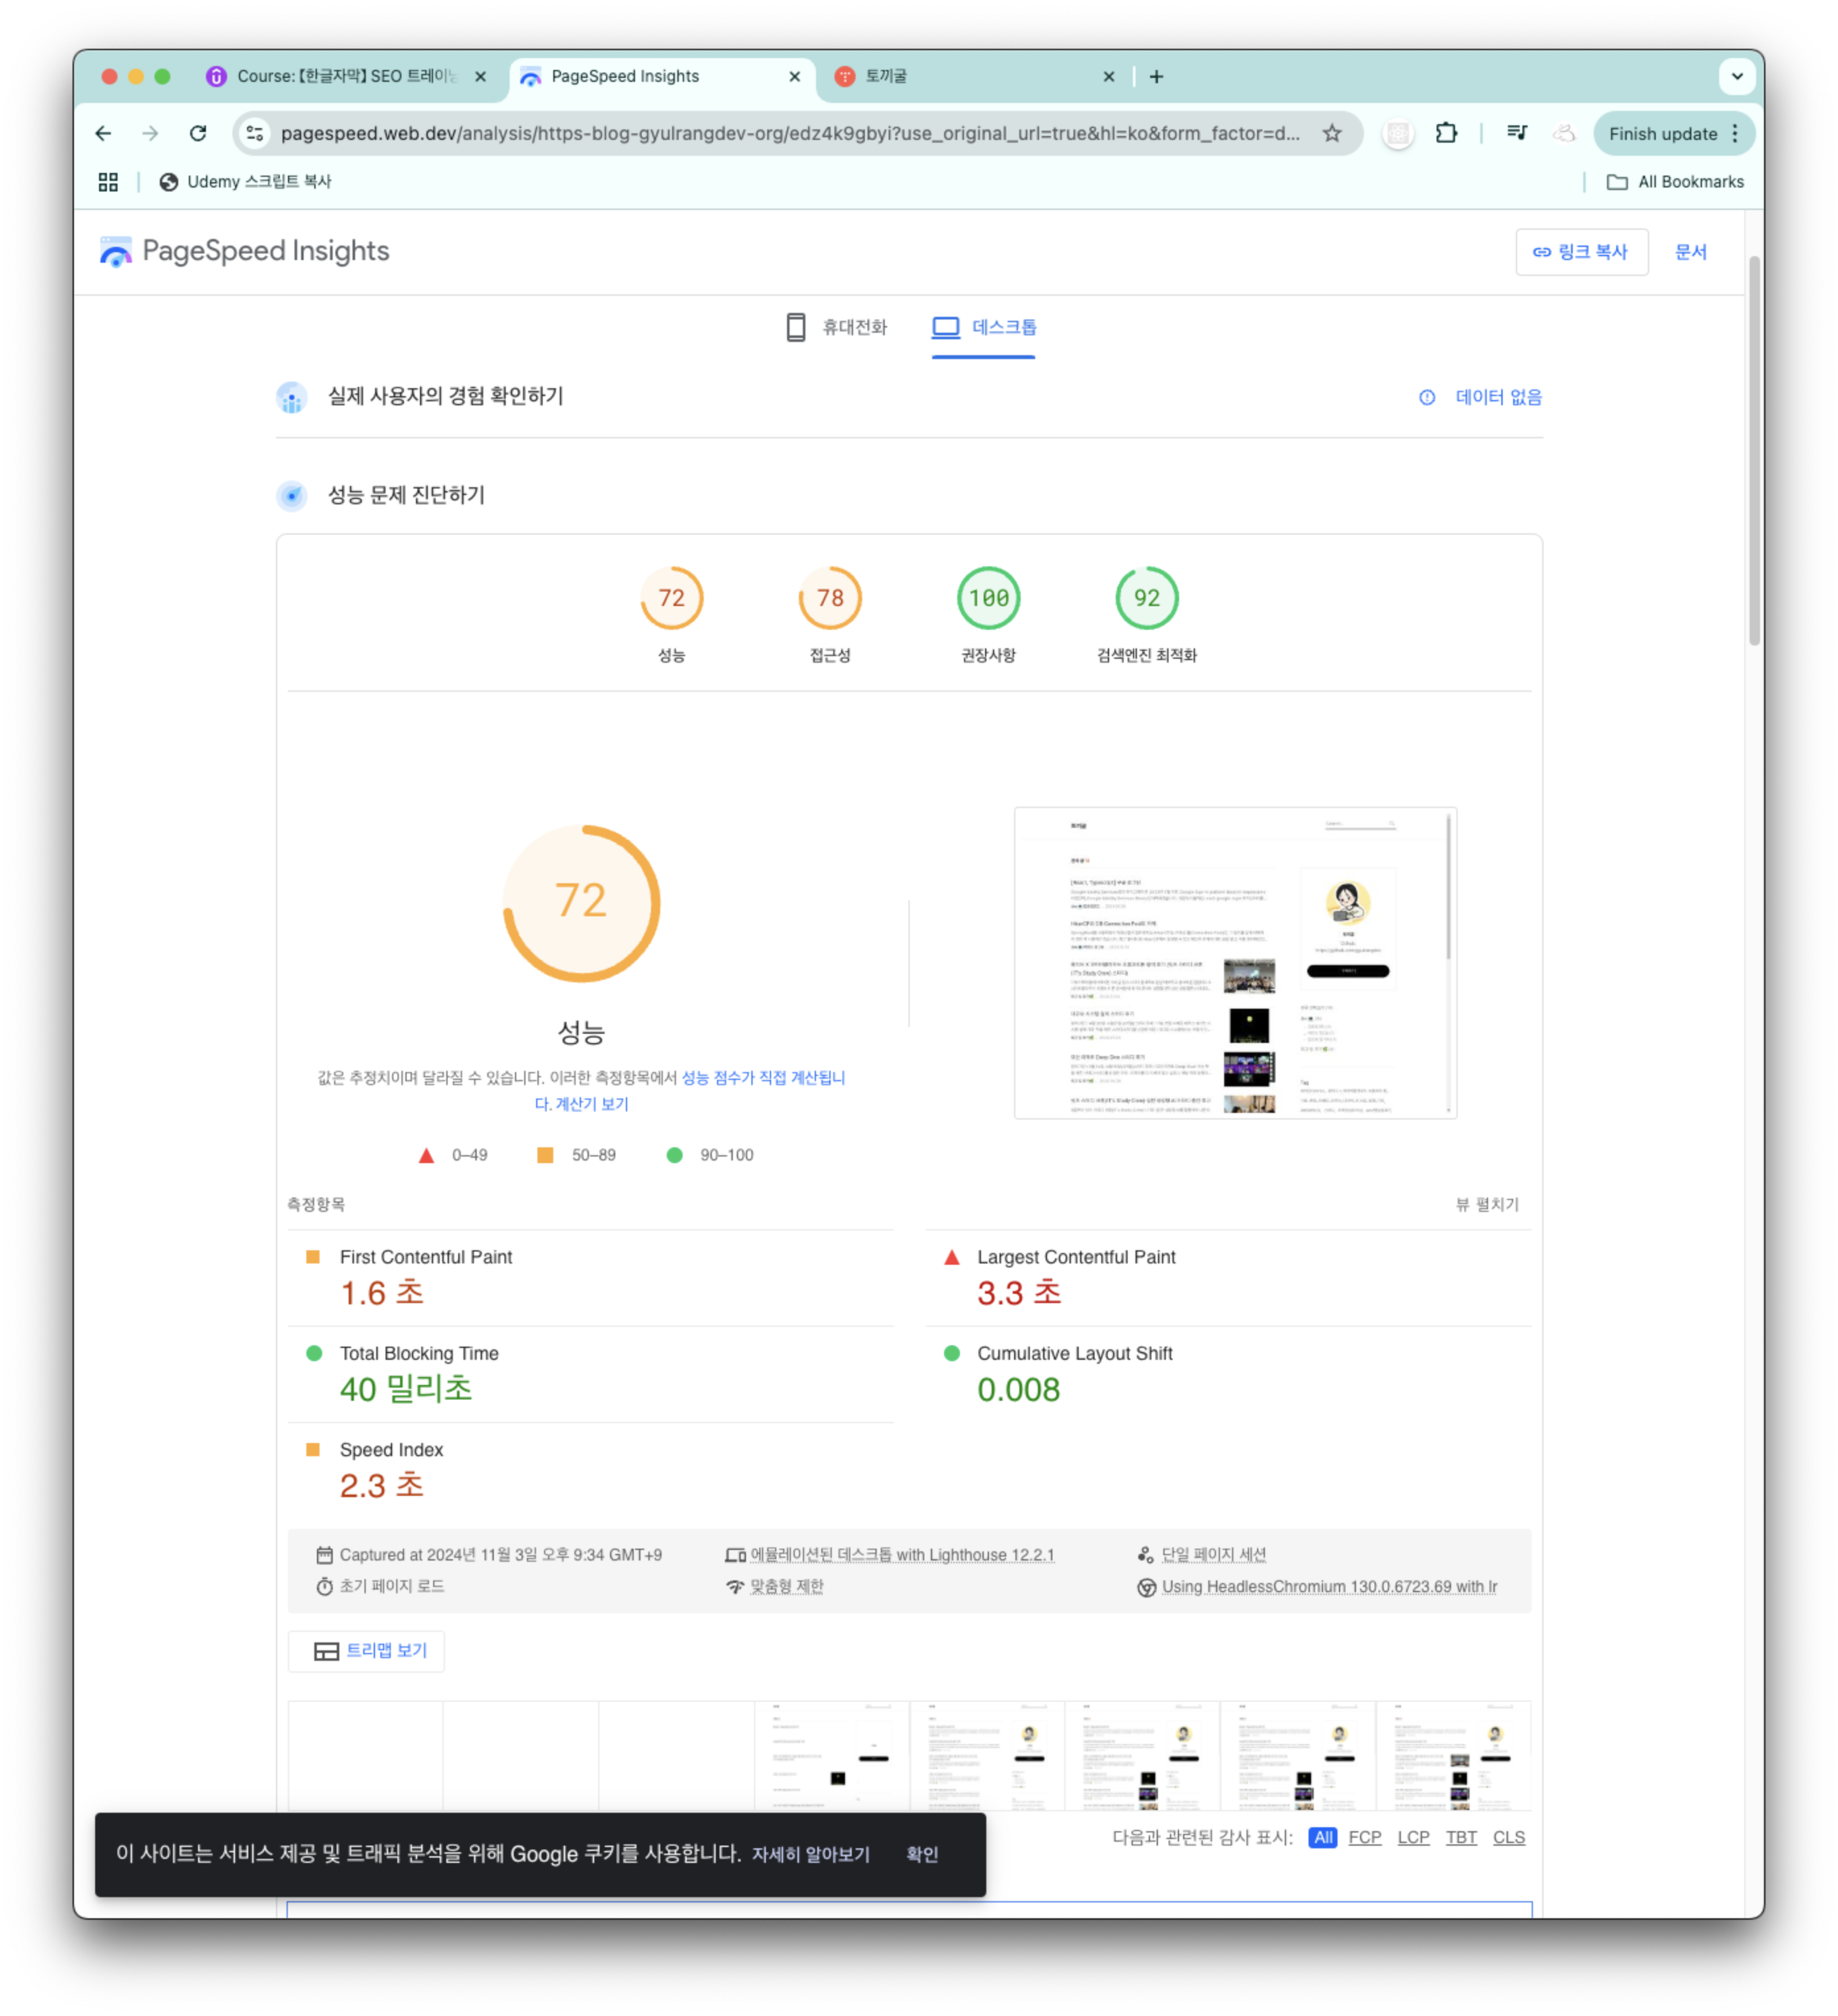 Course: 【한글자막】 SEO 트레이닝
PageSpeed Insights
토끼굴
pagespeed.web.dev/analysis/https-blog-gyulrangdev-org/edz4k9gbyi?use_original_url=true&hl=ko&form_factor=d...
Finish update
Udemy 스크립트 복사
All Bookmarks
PageSpeed Insights
링크 복사
문서
휴대전화
데스크톱
실제 사용자의 경험 확인하기
데이터 없음
성능 문제 진단하기
72
78
100
92
성능
접근성
권장사항
검색엔진 최적화
72
성능
값은 추정치이며 달라질 수 있습니다. 이러한 측정항목에서 성능 점수가 직접 계산됩니
다. 계산기 보기
0–49
50–89
90–100
측정항목
뷰 펼치기
First Contentful Paint
1.6 초
Largest Contentful Paint
3.3 초
Total Blocking Time
40 밀리초
Cumulative Layout Shift
0.008
Speed Index
2.3 초
Captured at 2024년 11월 3일 오후 9:34 GMT+9
에뮬레이션된 데스크톱 with Lighthouse 12.2.1
단일 페이지 세션
초기 페이지 로드
맞춤형 제한
Using HeadlessChromium 130.0.6723.69 with lr
트리맵 보기
다음과 관련된 감사 표시:
All
FCP
LCP
TBT
CLS
이 사이트는 서비스 제공 및 트래픽 분석을 위해 Google 쿠키를 사용합니다.
자세히 알아보기
확인